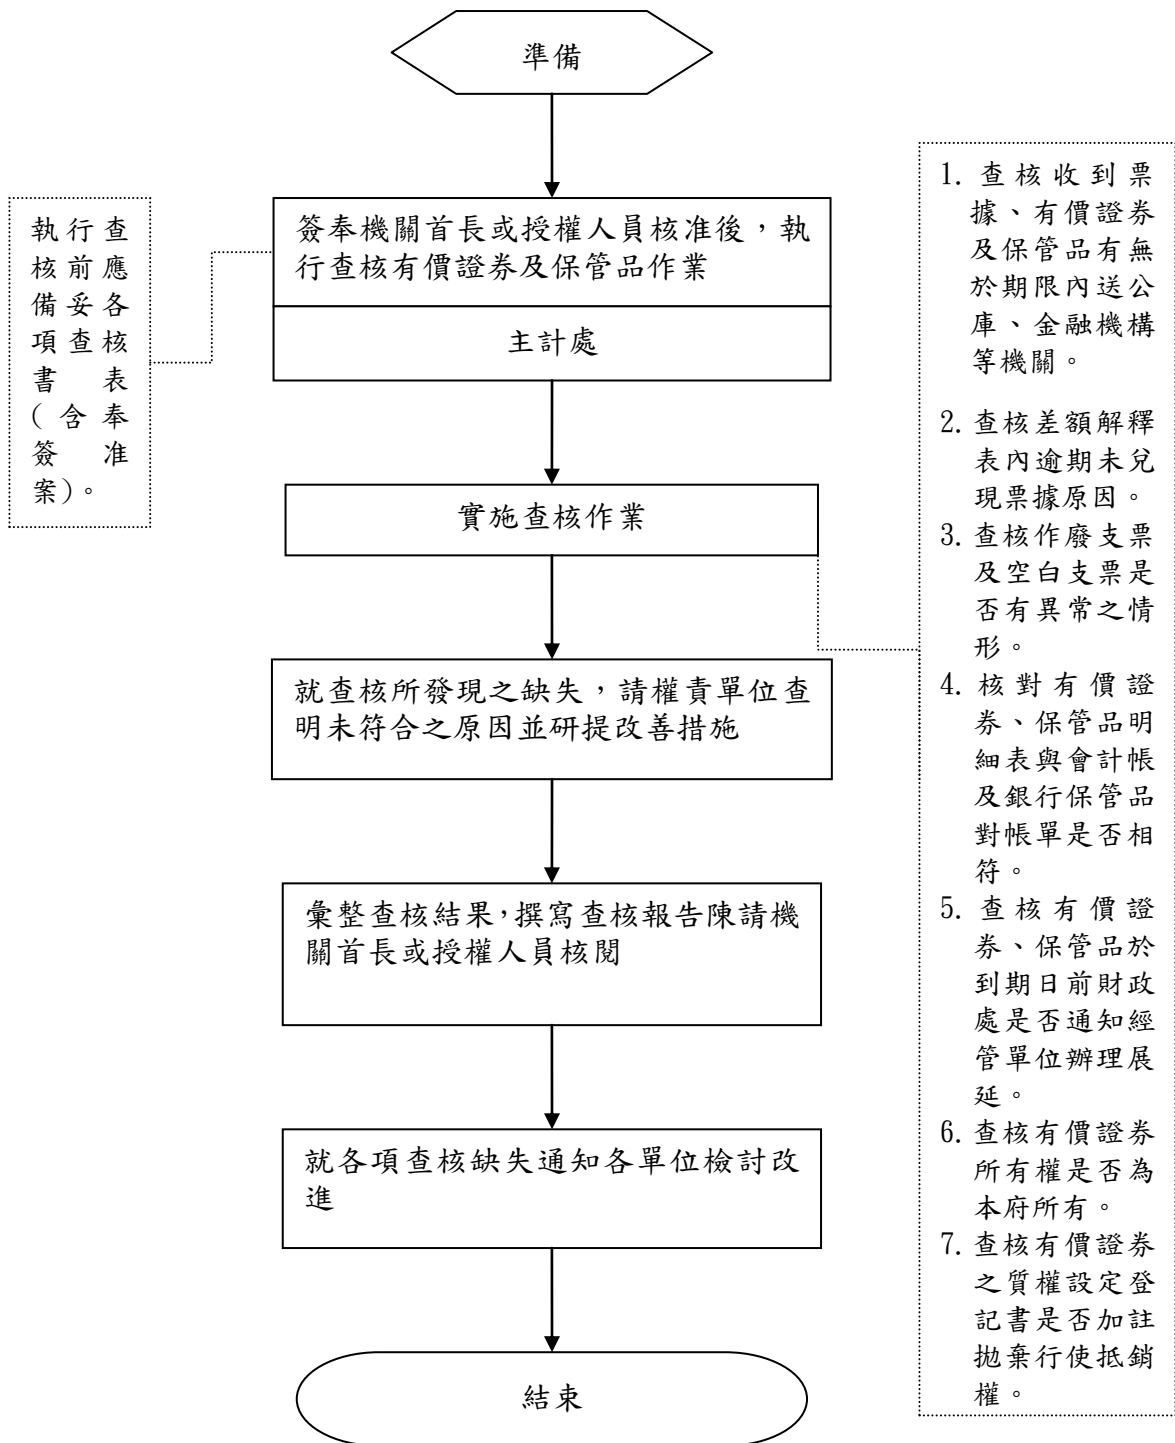 準備
簽奉機關首長或授權人員核准後，執
行查核有價證券及保管品作業
主計處
執行查
核前應
備妥各
項查核
書表
(含奉
簽准
案)。
實施查核作業
就查核所發現之缺失，請權責單位查
明未符合之原因並研提改善措施
彙整查核結果，撰寫查核報告陳請機
關首長或授權人員核閱
就各項查核缺失通知各單位檢討改
進
結束
1. 查核收到票
據、有價證券
及保管品有無
於期限內送公
庫、金融機構
等機關。
2. 查核差額解釋
表內逾期未兌
現票據原因。
3. 查核作廢支票
及空白支票是
否有異常之情
形。
4. 核對有價證
券、保管品明
細表與會計帳
及銀行保管品
對帳單是否相
符。
5. 查核有價證
券、保管品於
到期日前財政
處是否通知經
管單位辦理展
延。
6. 查核有價證券
所有權是否為
本府所有。
7. 查核有價證券
之質權設定登
記書是否加註
拋棄行使抵銷
權。